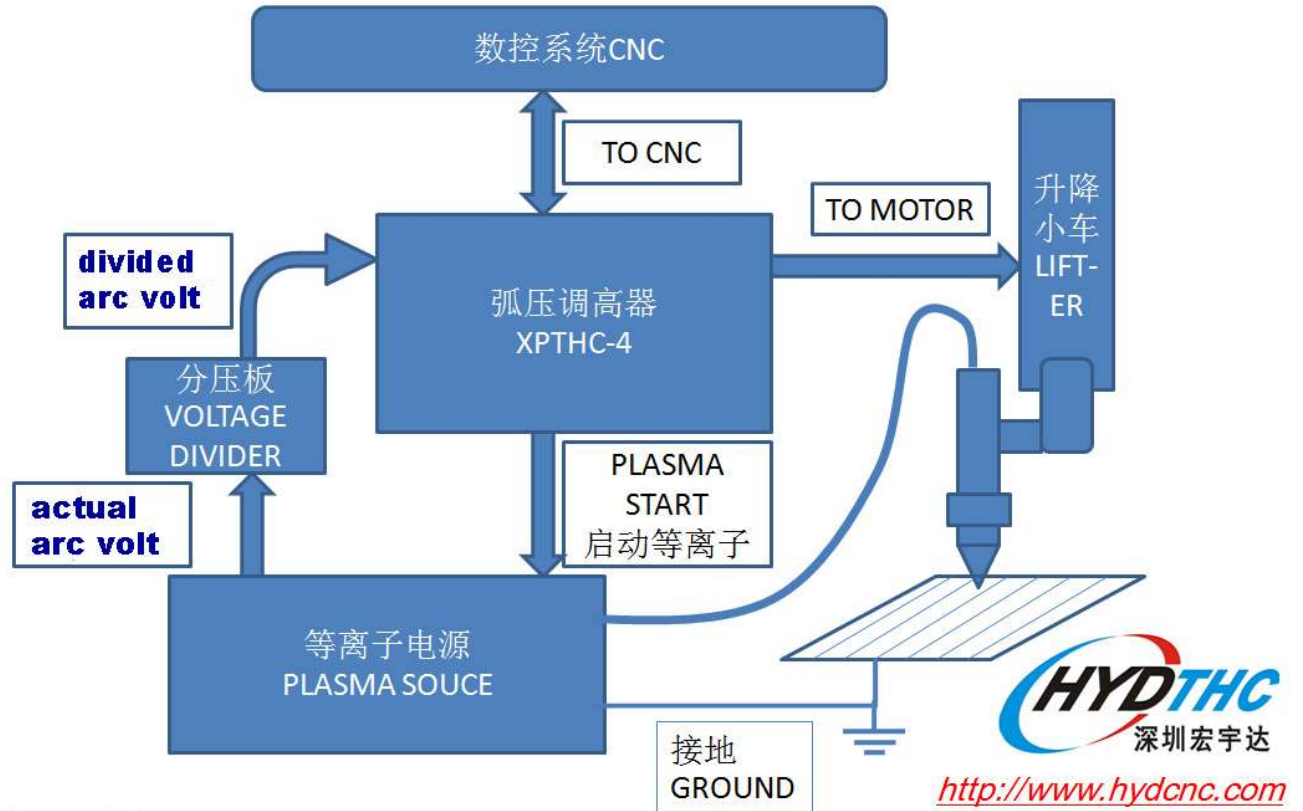 数控系统CNC
TO CNC
TO MOTOR
升降
小车
LIFT-
ER
divided
arc volt
弧压调高器
XPTHC-4
分压板
VOLTAGE
DIVIDER
actual
arc volt
PLASMA
START
启动等离子
等离子电源
PLASMA SOUCE
接地
GROUND
HYDTHC
深圳宏宇达
http://www.hydcnc.com